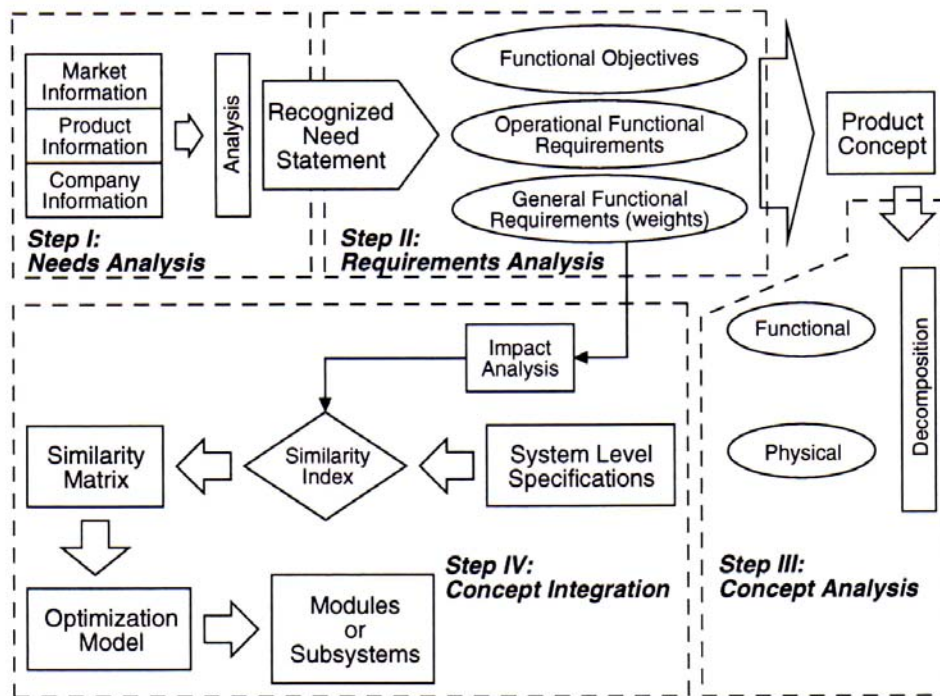 Market
Information
Product
Information
Company
Information
Analysis
Step I:
Needs Analysis
Recognized
Need
Statement
Functional Objectives
Operational Functional
Requirements
General Functional
Requirements (weights)
Step II:
Requirements Analysis
Product
Concept
Functional
Physical
Decomposition
Step III:
Concept Analysis
Impact
Analysis
System Level
Specifications
Similarity
Index
Similarity
Matrix
Optimization
Model
Modules
or
Subsystems
Step IV:
Concept Integration